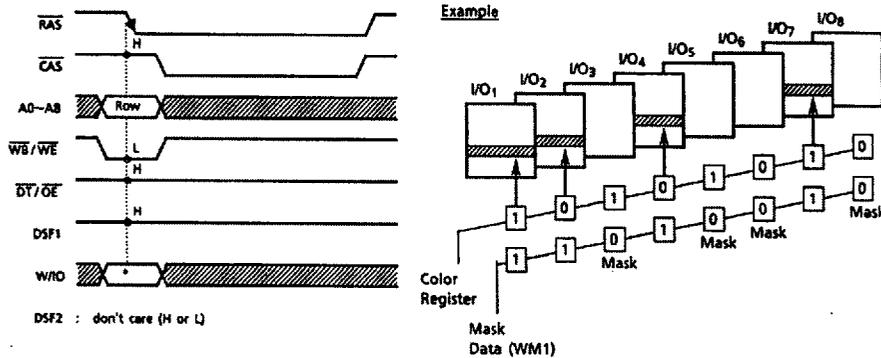 RAS
H
CAS
A0~A8
Row
WB/WE
L
H
DT/OE
H
DSF1
W/IO
*
DSF2 : don't care (H or L)
Example
I/O1
I/O2
I/O3
I/O4
I/O5
I/O6
I/O7
I/O8
1
0
1
0
1
0
1
0
Color
Register
1
1
0
1
0
0
1
0
Mask
Mask
Mask
Mask
Mask
Data (WM1)